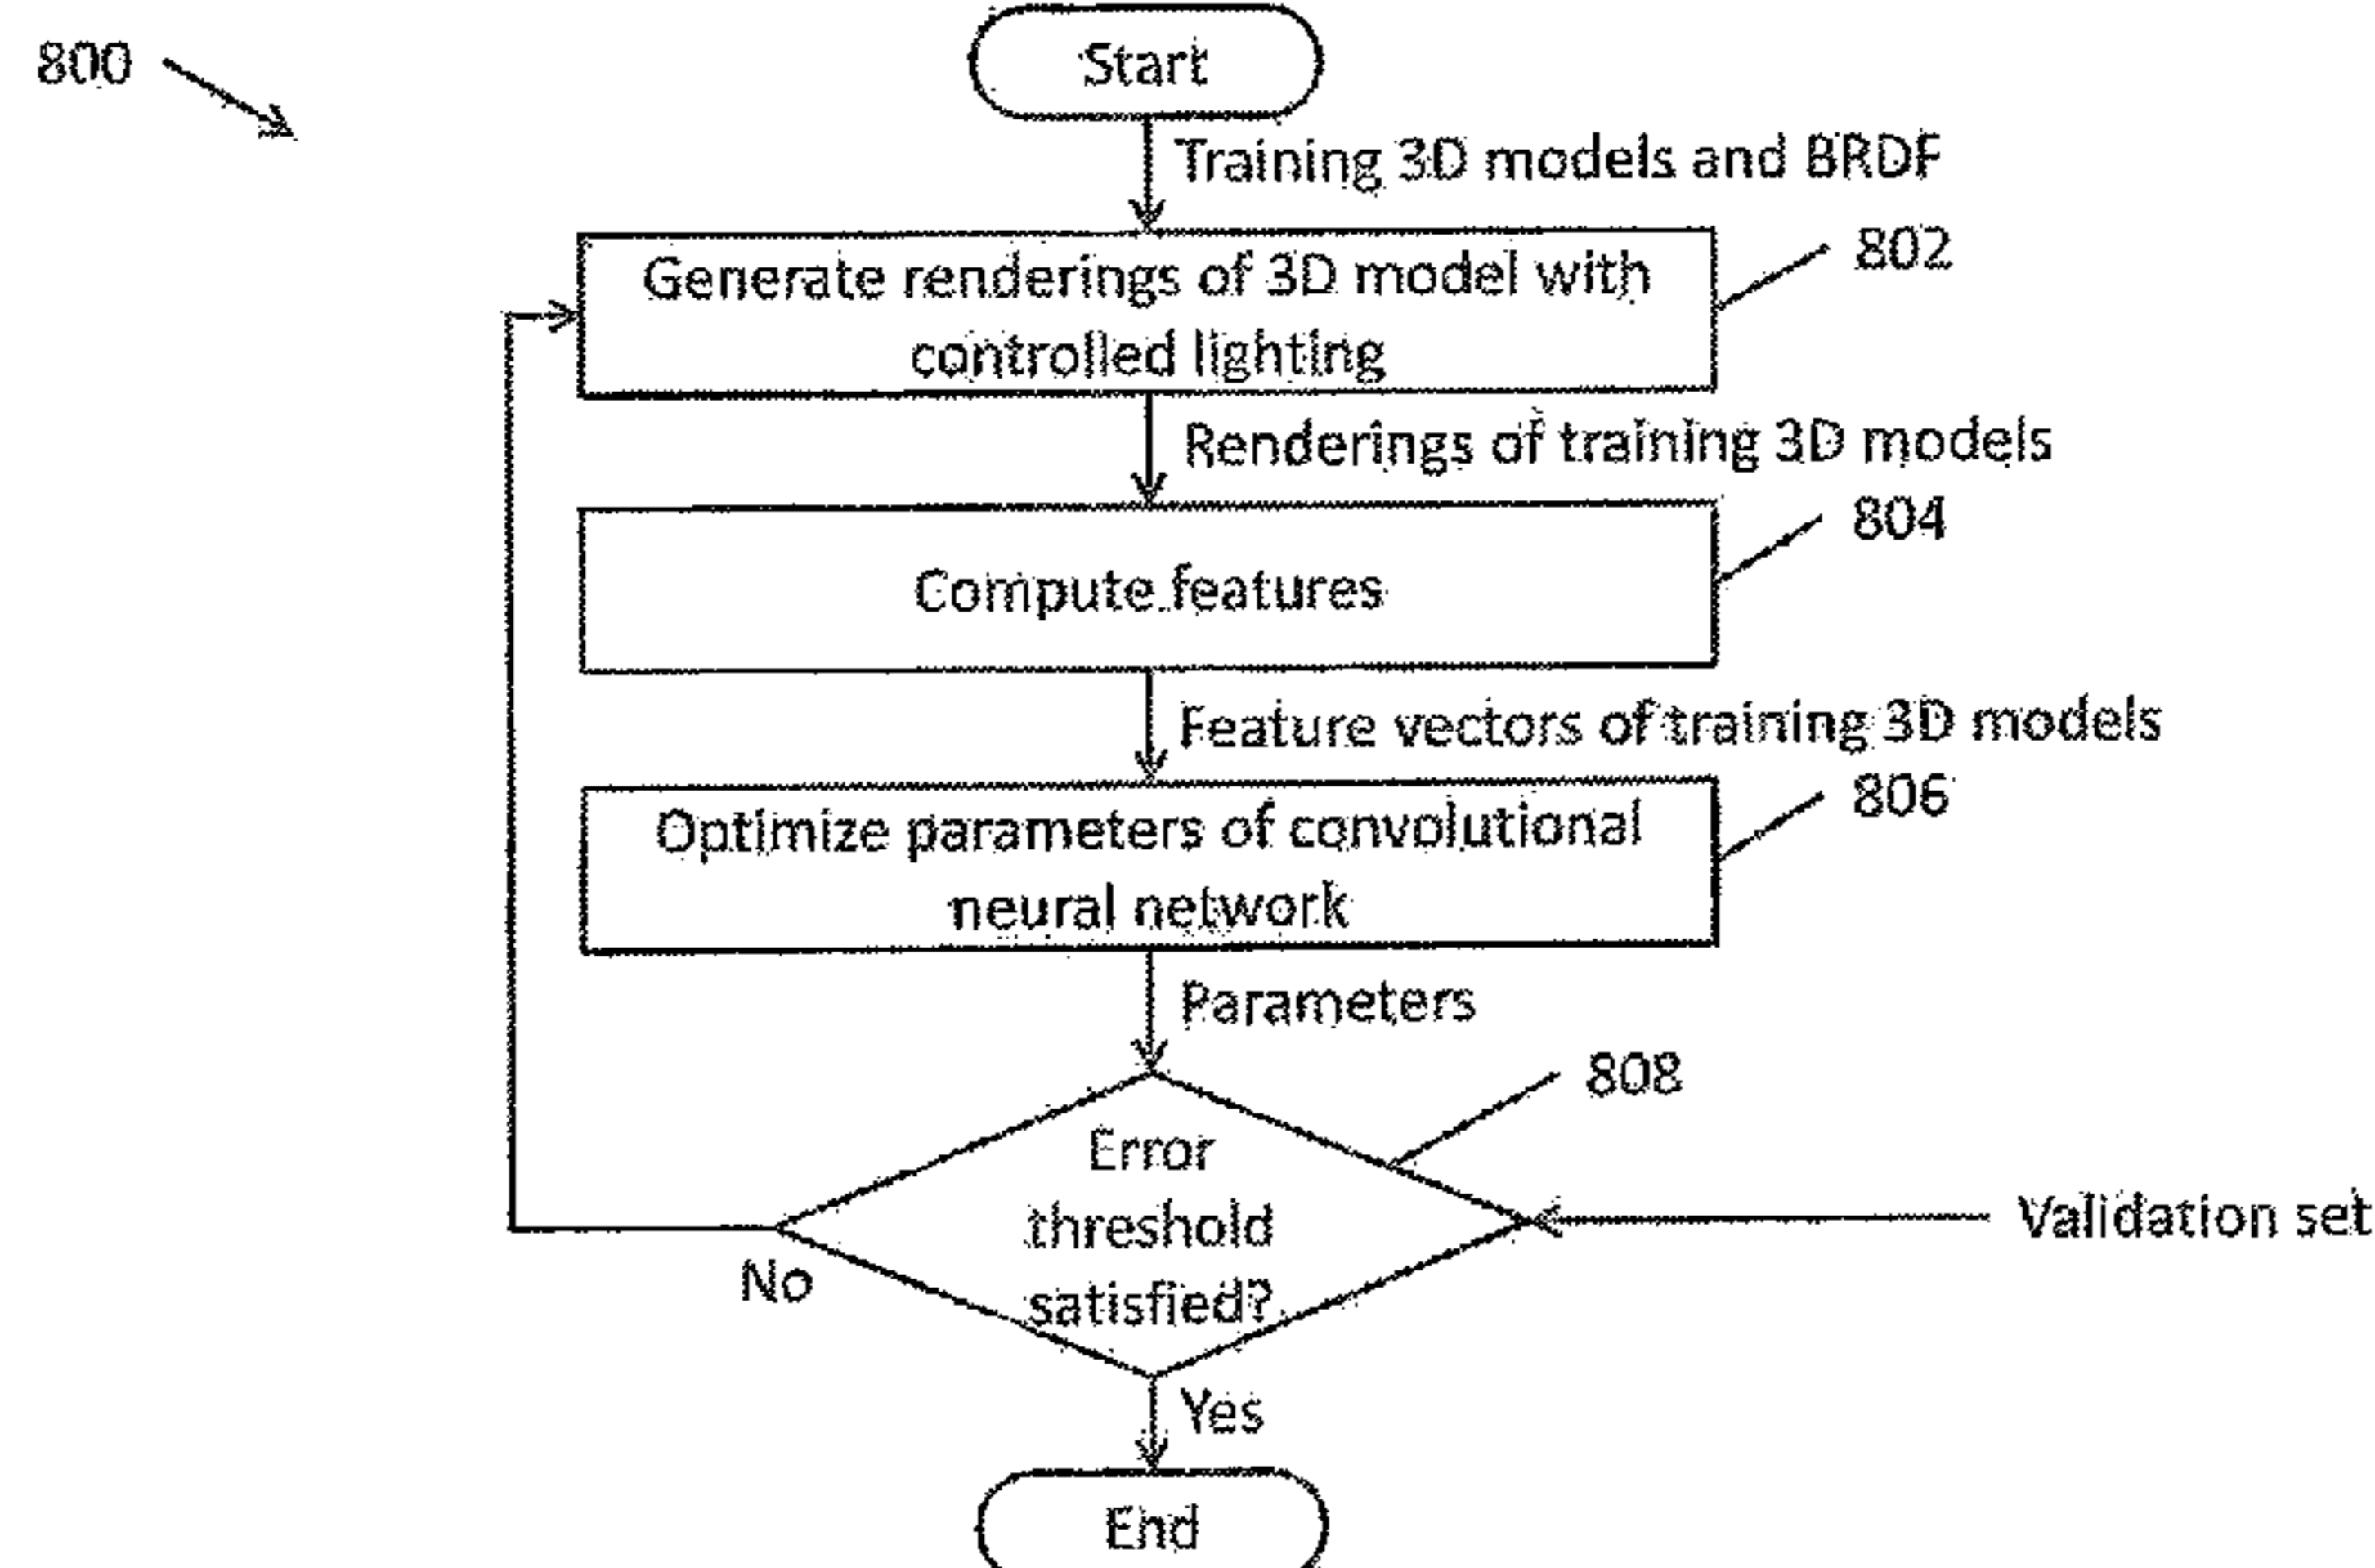 800
Start
Training 3D models and BRDF
Generate renderings of 3D model with
controlled lighting
802
Renderings of training 3D models
804
Compute features
Feature vectors of training 3D models
806
Optimize parameters of convolutional
neural network
Parameters
808
Error
threshold
satisfied?
Validation set
No
Yes
End